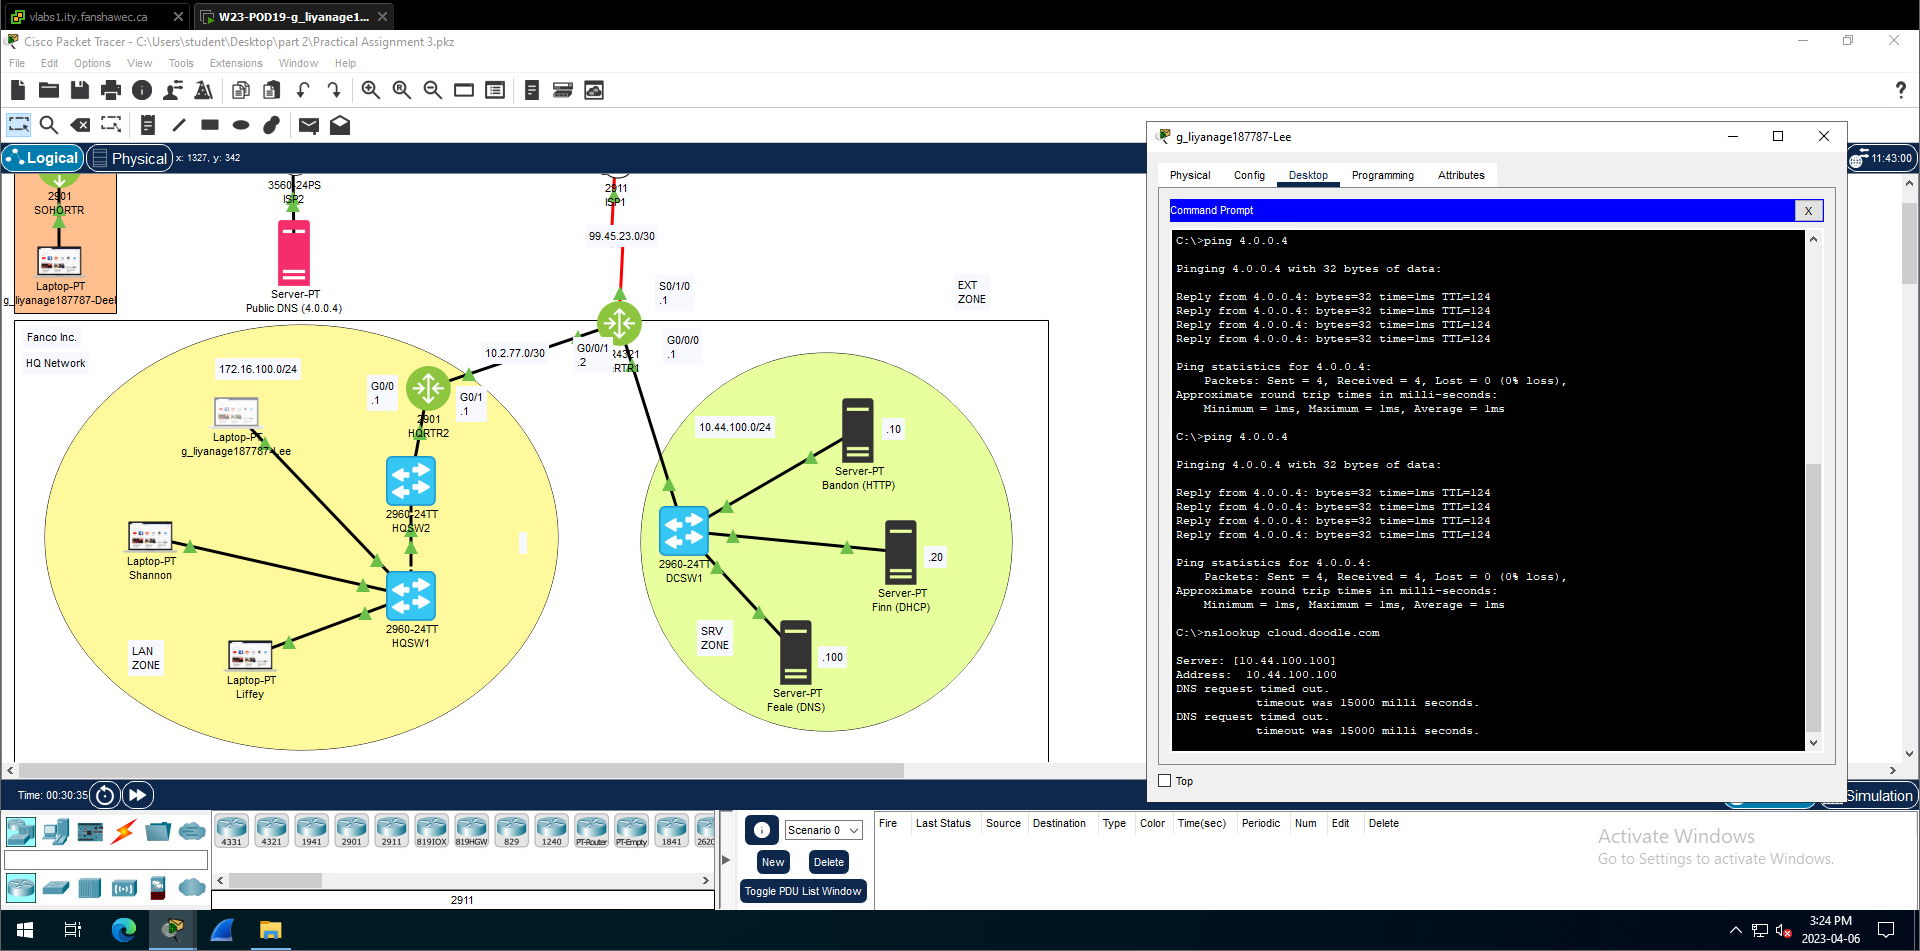 vlabs1.ity.fanshawec.ca
W23-POD19-g_liyanage1...
Cisco Packet Tracer - C:\Users\student\Desktop\part 2\Practical Assignment 3.pkz
File Edit Options View Tools Extensions Window Help
Logical
Physical
x: 1327, y: 342
11:43:00
2901
SOHORTR
Laptop-PT
g_liyanage187787-Deel
3560-24PS
ISP2
Server-PT
Public DNS (4.0.0.4)
2911
ISP1
99.45.23.0/30
S0/1/0
.1
EXT
ZONE
Fanco Inc.
HQ Network
172.16.100.0/24
10.2.77.0/30
G0/0/1
.2
G0/0/0
.1
G0/0
.1
G0/1
.1
2901
HQRTR2
Laptop-PT
g_liyanage187787-Lee
2960-24TT
HQSW2
Laptop-PT
Shannon
2960-24TT
HQSW1
LAN
ZONE
Laptop-PT
Liffey
10.44.100.0/24
.10
Server-PT
Bandon (HTTP)
2960-24TT
DCSW1
.20
Server-PT
Finn (DHCP)
SRV
ZONE
.100
Server-PT
Feale (DNS)
g_liyanage187787-Lee
Physical Config Desktop Programming Attributes
Command Prompt
X
C:\>ping 4.0.0.4
Pinging 4.0.0.4 with 32 bytes of data:
Reply from 4.0.0.4: bytes=32 time=1ms TTL=124
Reply from 4.0.0.4: bytes=32 time=1ms TTL=124
Reply from 4.0.0.4: bytes=32 time=1ms TTL=124
Reply from 4.0.0.4: bytes=32 time=1ms TTL=124
Ping statistics for 4.0.0.4:
Packets: Sent = 4, Received = 4, Lost = 0 (0% loss),
Approximate round trip times in milli-seconds:
Minimum = 1ms, Maximum = 1ms, Average = 1ms
C:\>ping 4.0.0.4
Pinging 4.0.0.4 with 32 bytes of data:
Reply from 4.0.0.4: bytes=32 time=1ms TTL=124
Reply from 4.0.0.4: bytes=32 time=1ms TTL=124
Reply from 4.0.0.4: bytes=32 time=1ms TTL=124
Reply from 4.0.0.4: bytes=32 time=1ms TTL=124
Ping statistics for 4.0.0.4:
Packets: Sent = 4, Received = 4, Lost = 0 (0% loss),
Approximate round trip times in milli-seconds:
Minimum = 1ms, Maximum = 1ms, Average = 1ms
C:\>nslookup cloud.doodle.com
Server: [10.44.100.100]
Address:  10.44.100.100
DNS request timed out.
timeout was 15000 milli seconds.
DNS request timed out.
timeout was 15000 milli seconds.
Top
Time: 00:30:35
Simulation
4331 4321 1941 2901 2911 819IOX 819HGW 829 1240 PT-Router PT-Empty 1841 2620
2911
Scenario 0
New
Delete
Toggle PDU List Window
Fire Last Status Source Destination Type Color Time(sec) Periodic Num Edit Delete
Activate Windows
Go to Settings to activate Windows.
3:24 PM
2023-04-06